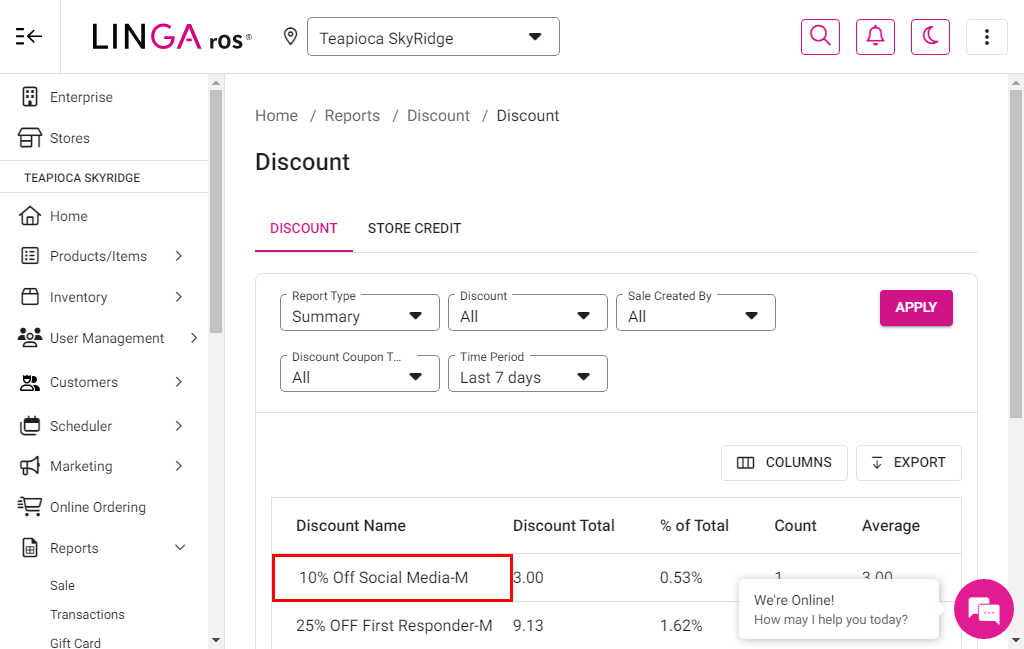 LINGA ros®
Teapioca SkyRidge
Enterprise
Stores
TEAPIOCA SKYRIDGE
Home
Products/Items
Inventory
User Management
Customers
Scheduler
Marketing
Online Ordering
Reports
Sale
Transactions
Gift Card
Home / Reports / Discount / Discount
Discount
DISCOUNT STORE CREDIT
Report Type Discount Sale Created By
Summary All All APPLY
Discount Coupon T... Time Period
All Last 7 days
COLUMNS EXPORT
Discount Name Discount Total % of Total Count Average
10% Off Social Media-M 3.00 0.53% 1 3.00
25% OFF First Responder-M 9.13 1.62%
We're Online!
How may I help you today?